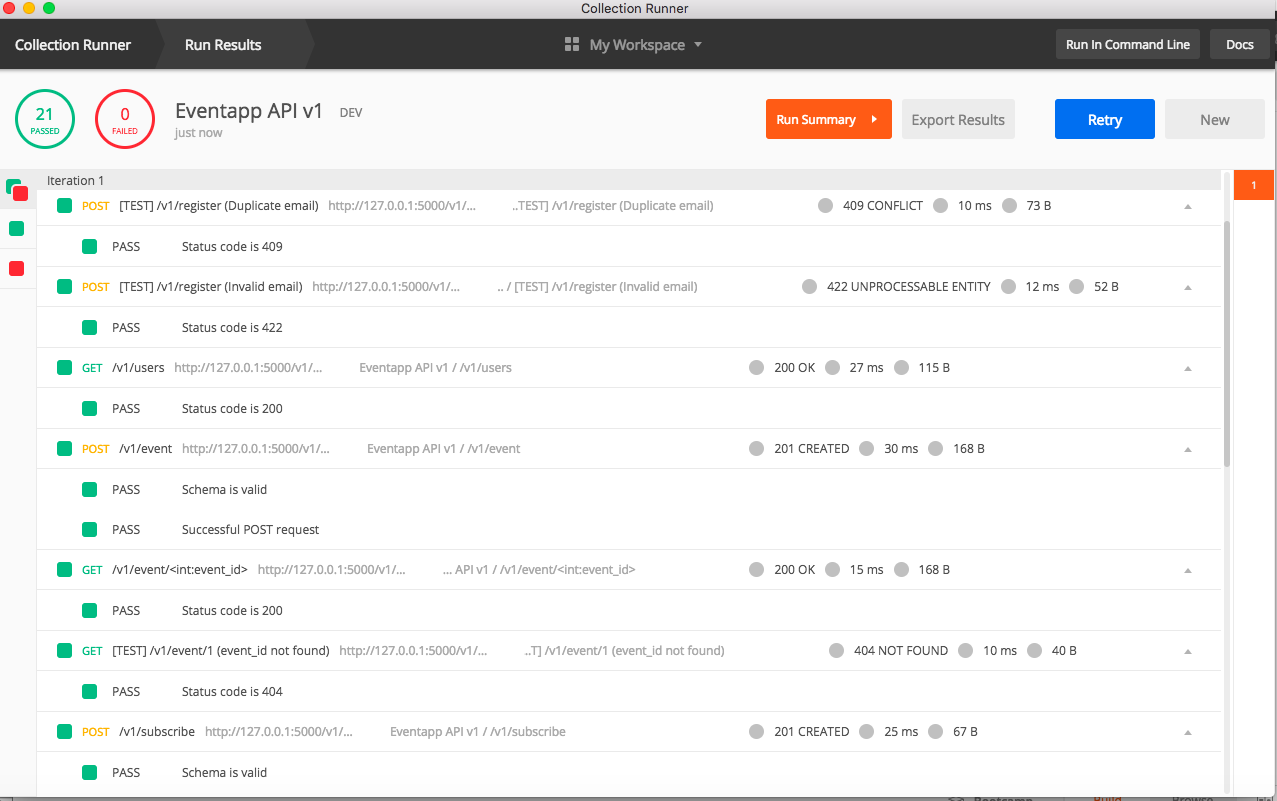 Collection Runner
Collection Runner Run Results My Workspace Run In Command Line Docs
21 PASSED 0 FAILED Eventapp API v1 DEV just now Run Summary Export Results Retry New
Iteration 1 1
POST [TEST] /v1/register (Duplicate email) http://127.0.0.1:5000/v1/... ..TEST] /v1/register (Duplicate email) 409 CONFLICT 10 ms 73 B
PASS Status code is 409
POST [TEST] /v1/register (Invalid email) http://127.0.0.1:5000/v1/... .. / [TEST] /v1/register (Invalid email) 422 UNPROCESSABLE ENTITY 12 ms 52 B
PASS Status code is 422
GET /v1/users http://127.0.0.1:5000/v1/... Eventapp API v1 / /v1/users 200 OK 27 ms 115 B
PASS Status code is 200
POST /v1/event http://127.0.0.1:5000/v1/... Eventapp API v1 / /v1/event 201 CREATED 30 ms 168 B
PASS Schema is valid
PASS Successful POST request
GET /v1/event/<int:event_id> http://127.0.0.1:5000/v1/... ... API v1 / /v1/event/<int:event_id> 200 OK 15 ms 168 B
PASS Status code is 200
GET [TEST] /v1/event/1 (event_id not found) http://127.0.0.1:5000/v1/... ..T] /v1/event/1 (event_id not found) 404 NOT FOUND 10 ms 40 B
PASS Status code is 404
POST /v1/subscribe http://127.0.0.1:5000/v1/... Eventapp API v1 / /v1/subscribe 201 CREATED 25 ms 67 B
PASS Schema is valid
Bootcamp Build Browse